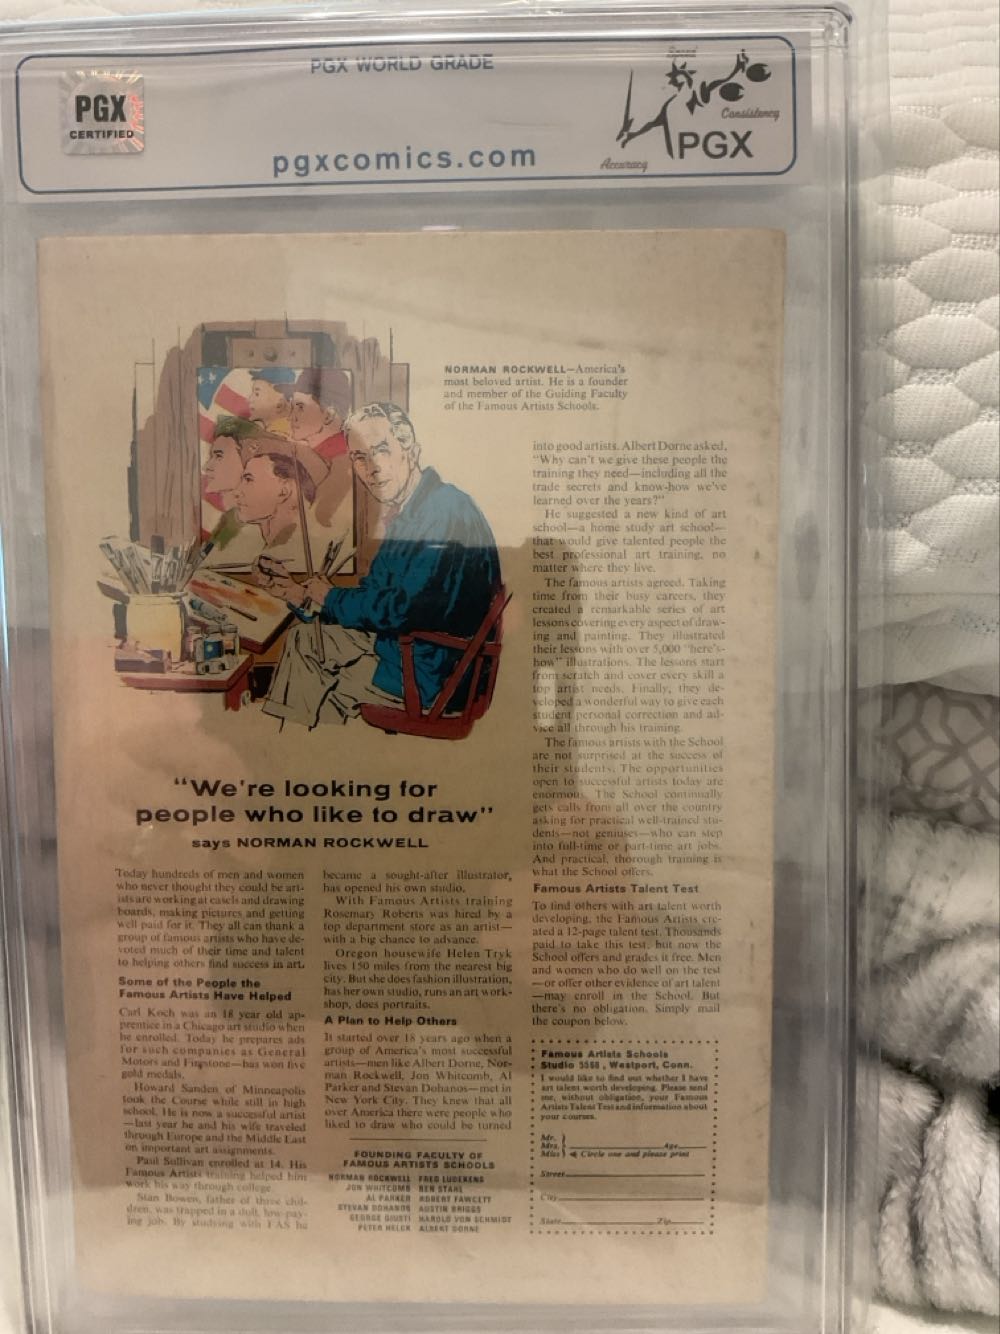 PGX WORLD GRADE
PGX
CERTIFIED
pgxcomics.com
Consistency
PGX
Accuracy
NORMAN ROCKWELL—America's
most beloved artist. He is a founder
and member of the Guiding Faculty
of the Famous Artists Schools.
"We're looking for
people who like to draw"
says NORMAN ROCKWELL
Today hundreds of men and women
who never thought they could be art-
ists are working at easels and drawing
boards, making pictures and getting
well paid for it. They all can thank a
group of famous artists who have de-
voted much of their time and talent
to helping others find success in art.
Some of the People the
Famous Artists Have Helped
Carl Koch was an 18 year old ap-
prentice in a Chicago art studio when
he enrolled. Today he prepares ads
for such companies as General
Motors and Firestone—has won five
gold medals.
Howard Sanden of Minneapolis
took the Course while still in high
school. He is now a successful artist
—last year he and his wife traveled
through Europe and the Middle East
on important art assignments.
Paul Sullivan enrolled at 14. His
Famous Artists training helped him
work his way through college.
Stan Bowen, father of three chil-
dren, was trapped in a dull, low-pay-
ing job. By studying with FAS he
became a sought-after illustrator,
has opened his own studio.
With Famous Artists training
Rosemary Roberts was hired by a
top department store as an artist—
with a big chance to advance.
Oregon housewife Helen Tryk
lives 150 miles from the nearest big
city. But she does fashion illustration,
has her own studio, runs an art work-
shop, does portraits.
A Plan to Help Others
It started over 18 years ago when a
group of America's most successful
artists—men like Albert Dorne, Nor-
man Rockwell, Jon Whitcomb, Al
Parker and Stevan Dohanos—met in
New York City. They knew that all
over America there were people who
liked to draw who could be turned
FOUNDING FACULTY OF
FAMOUS ARTISTS SCHOOLS
NORMAN ROCKWELL FRED LUDEKENS
JON WHITCOMB BEN STAHL
AL PARKER ROBERT FAWCETT
STEVAN DOHANOS AUSTIN BRIGGS
GEORGE GIUSTI HAROLD VON SCHMIDT
PETER HELCK ALBERT DORNE
into good artists. Albert Dorne asked,
"Why can't we give these people the
training they need—including all the
trade secrets and know-how we've
learned over the years?"
He suggested a new kind of art
school—a home study art school—
that would give talented people the
best professional art training, no
matter where they live.
The famous artists agreed. Taking
time from their busy careers, they
created a remarkable series of art
lessons covering every aspect of draw-
ing and painting. They illustrated
their lessons with over 5,000 "here's-
how" illustrations. The lessons start
from scratch and cover every skill a
top artist needs. Finally, they de-
veloped a wonderful way to give each
student personal correction and ad-
vice all through his training.
The famous artists with the School
are not surprised at the success of
their students. The opportunities
open to successful artists today are
enormous. The School continually
gets calls from all over the country
asking for practical well-trained stu-
dents—not geniuses—who can step
into full-time or part-time art jobs.
And practical, thorough training is
what the School offers.
Famous Artists Talent Test
To find others with art talent worth
developing, the Famous Artists cre-
ated a 12-page talent test. Thousands
paid to take this test, but now the
School offers and grades it free. Men
and women who do well on the test
—or offer other evidence of art talent
—may enroll in the School. But
there's no obligation. Simply mail
the coupon below.
Famous Artists Schools
Studio 5358, Westport, Conn.
I would like to find out whether I have
art talent worth developing. Please send
me, without obligation, your Famous
Artists Talent Test and information about
your courses.
Mr.
Mrs. Age
Miss Circle one and please print
Street
City
State Zip